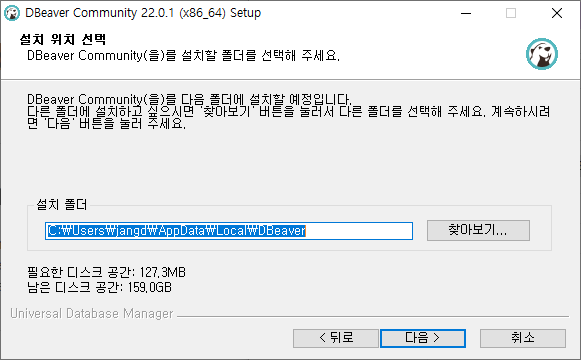 DBeaver Community 22.0.1 (x86_64) Setup
설치 위치 선택
DBeaver Community(을)를 설치할 폴더를 선택해 주세요.
DBeaver Community(을)를 다음 폴더에 설치할 예정입니다.
다른 폴더에 설치하고 싶으시면 '찾아보기' 버튼을 눌러서 다른 폴더를 선택해 주세요. 계속하시려
면 '다음' 버튼을 눌러 주세요.
설치 폴더
C:₩Users₩jangd₩AppData₩Local₩DBeaver
찾아보기...
필요한 디스크 공간: 127.3MB
남은 디스크 공간: 159.0GB
Universal Database Manager
< 뒤로
다음 >
취소